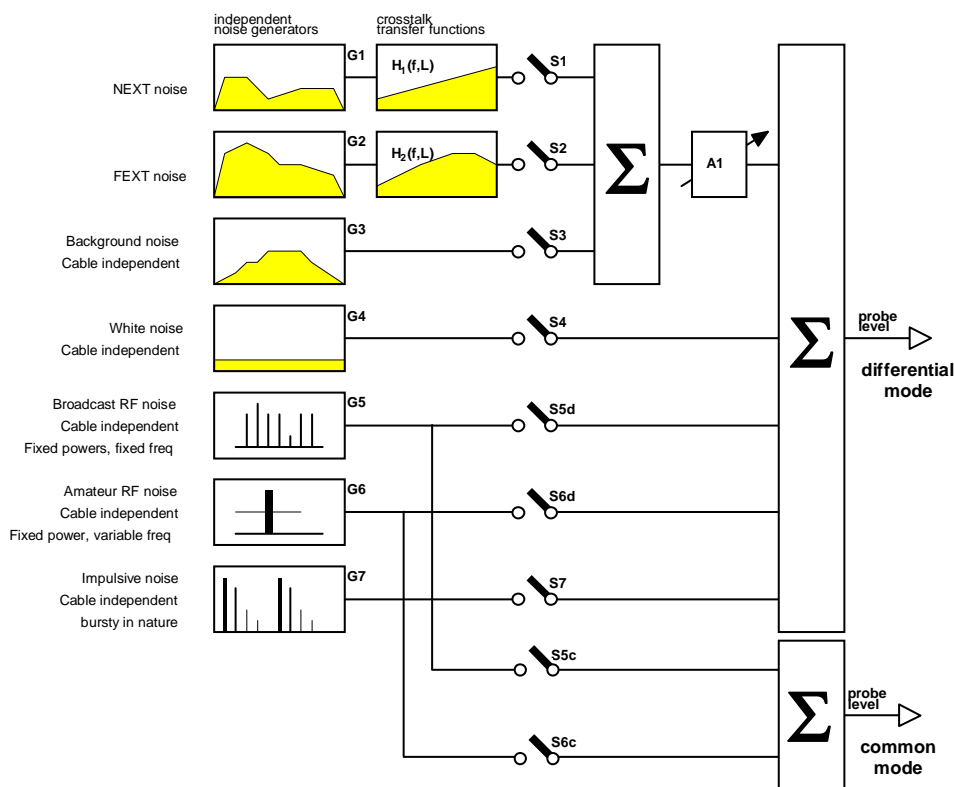 independent
noise generators
crosstalk
transfer functions
NEXT noise
G1
H1(f,L)
S1
FEXT noise
G2
H2(f,L)
S2
Σ
A1
Background noise
Cable independent
G3
S3
White noise
Cable independent
G4
S4
Σ
probe
level
differential
mode
Broadcast RF noise
Cable independent
Fixed powers, fixed freq
G5
S5d
Amateur RF noise
Cable independent
Fixed power, variable freq
G6
S6d
Impulsive noise
Cable independent
bursty in nature
G7
S7
S5c
Σ
probe
level
common
mode
S6c